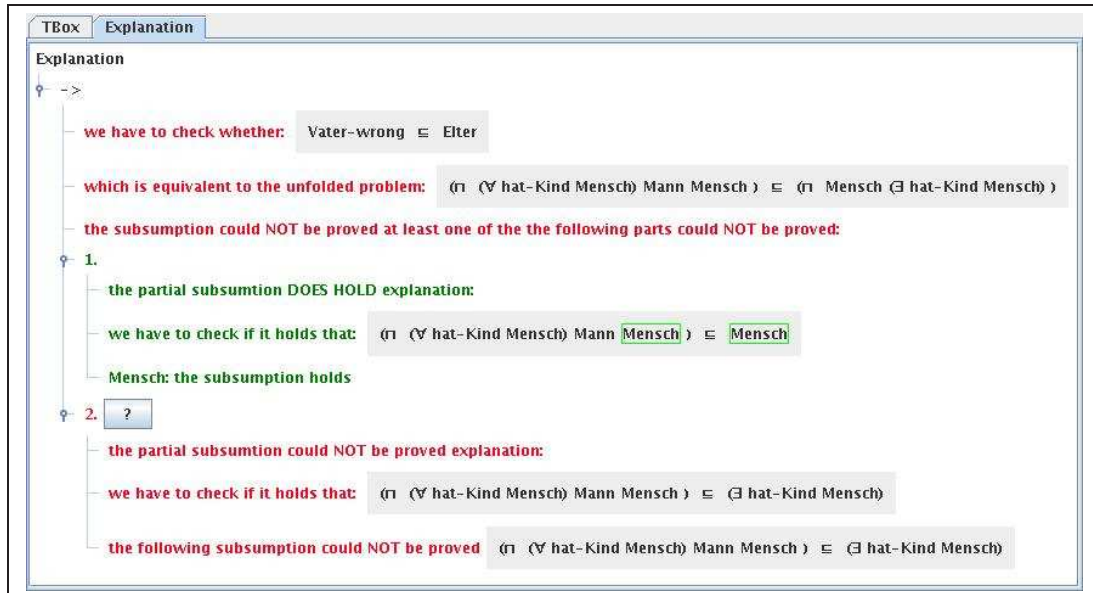 TBox Explanation
Explanation
->
we have to check whether: Vater-wrong ⊑ Elter
which is equivalent to the unfolded problem: (⊓ (∀ hat-Kind Mensch) Mann Mensch ) ⊑ (⊓ Mensch (∃ hat-Kind Mensch) )
the subsumption could NOT be proved at least one of the the following parts could NOT be proved:
1.
the partial subsumtion DOES HOLD explanation:
we have to check if it holds that: (⊓ (∀ hat-Kind Mensch) Mann Mensch ) ⊑ Mensch
Mensch: the subsumption holds
2. ?
the partial subsumtion could NOT be proved explanation:
we have to check if it holds that: (⊓ (∀ hat-Kind Mensch) Mann Mensch ) ⊑ (∃ hat-Kind Mensch)
the following subsumption could NOT be proved (⊓ (∀ hat-Kind Mensch) Mann Mensch ) ⊑ (∃ hat-Kind Mensch)